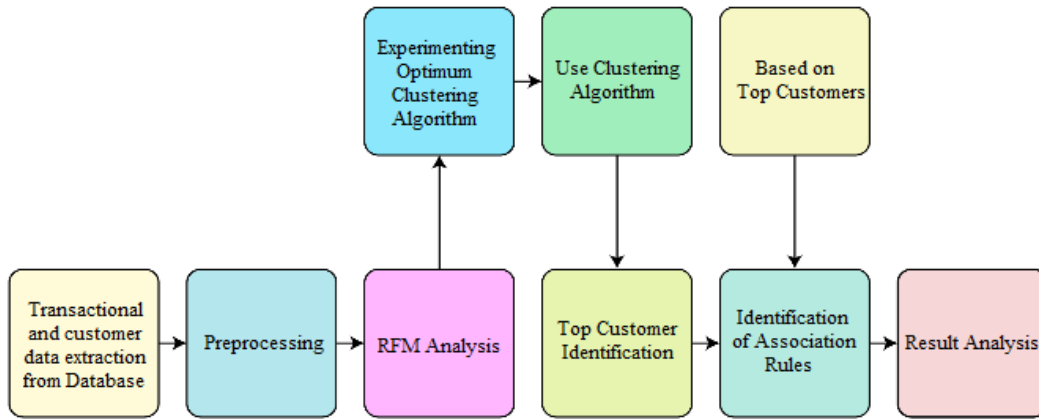 Experimenting
Optimum
Clustering
Algorithm
Use Clustering
Algorithm
Based on
Top Customers
Transactional
and customer
data extraction
from Database
Preprocessing
RFM Analysis
Top Customer
Identification
Identification
of Association
Rules
Result Analysis